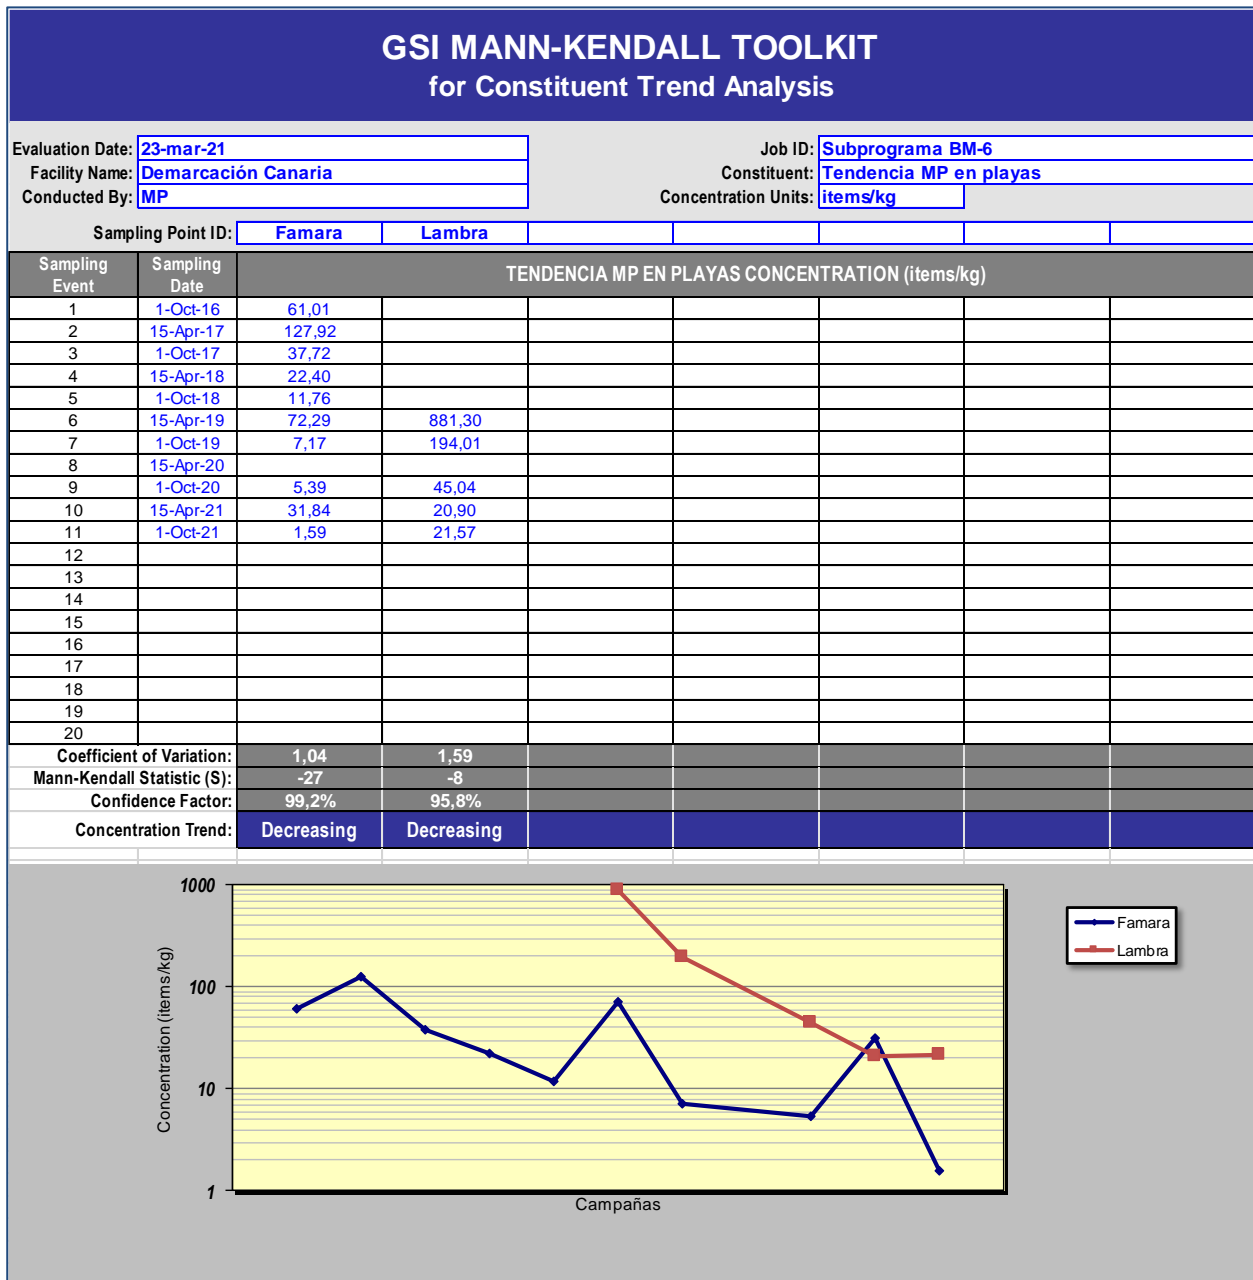 GSI MANN-KENDALL TOOLKIT
for Constituent Trend Analysis
Evaluation Date: 23-mar-21 Job ID: Subprograma BM-6
Facility Name: Demarcación Canaria Constituent: Tendencia MP en playas
Conducted By: MP Concentration Units: items/kg
Sampling Point ID: Famara Lambra
Sampling Event Sampling Date TENDENCIA MP EN PLAYAS CONCENTRATION (items/kg)
1 1-Oct-16 61,01
2 15-Apr-17 127,92
3 1-Oct-17 37,72
4 15-Apr-18 22,40
5 1-Oct-18 11,76
6 15-Apr-19 72,29 881,30
7 1-Oct-19 7,17 194,01
8 15-Apr-20
9 1-Oct-20 5,39 45,04
10 15-Apr-21 31,84 20,90
11 1-Oct-21 1,59 21,57
12
13
14
15
16
17
18
19
20
Coefficient of Variation: 1,04 1,59
Mann-Kendall Statistic (S): -27 -8
Confidence Factor: 99,2% 95,8%
Concentration Trend: Decreasing Decreasing
1000
100
10
1
Concentration (items/kg)
Campañas
Famara
Lambra